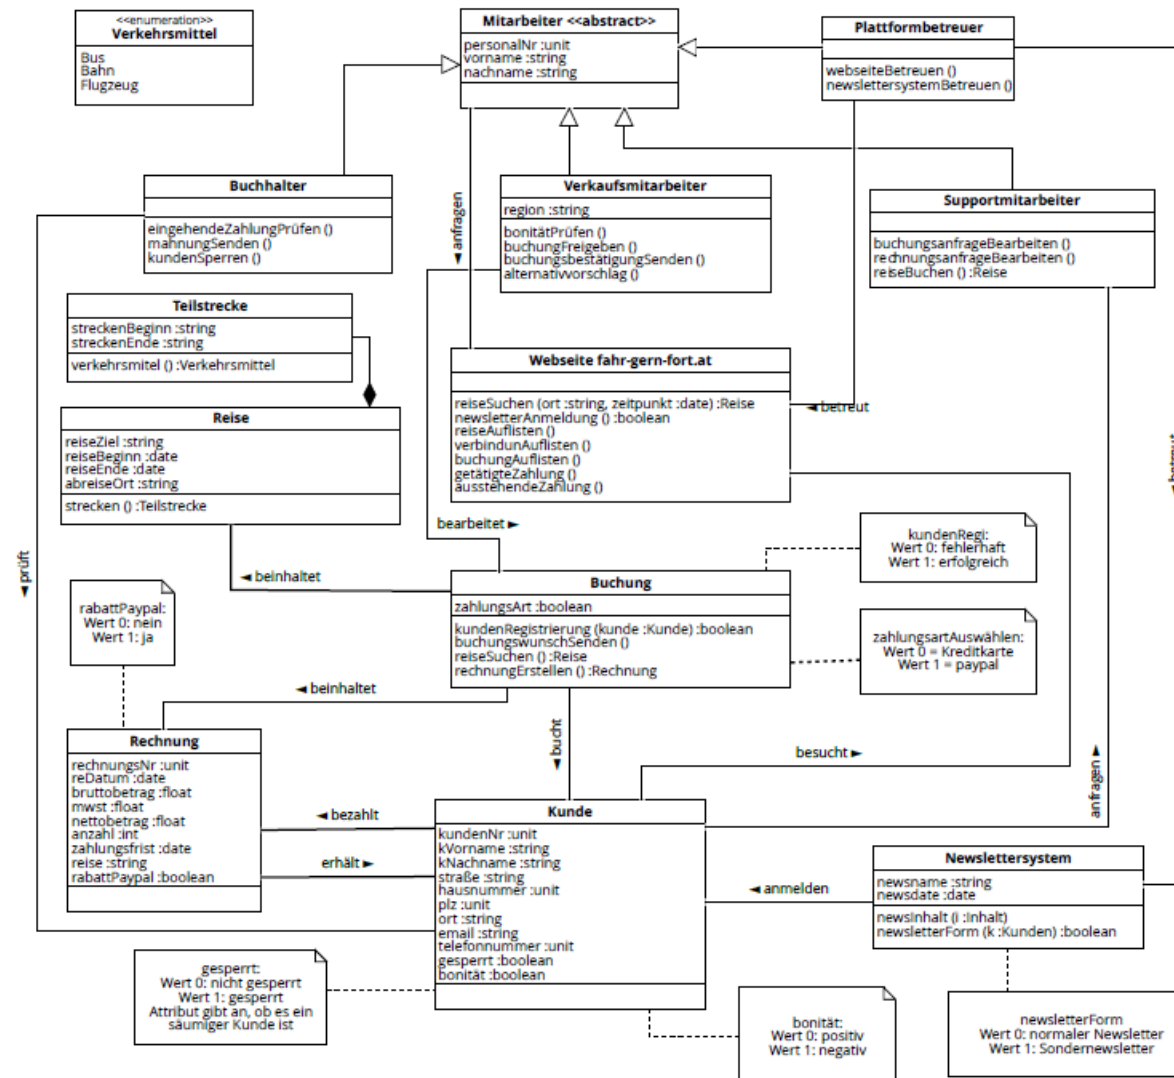 <<enumeration>>
Verkehrsmittel
Bus
Bahn
Flugzeug
Mitarbeiter <<abstract>>
personalNr :unit
vorname :string
nachname :string
Plattformbetreuer
webseiteBetreuen ()
newslettersystemBetreuen ()
Buchhalter
eingehendeZahlungPrüfen ()
mahnungSenden ()
kundenSperren ()
◄anfragen
Verkaufsmitarbeiter
region :string
bonitätPrüfen ()
buchungFreigeben ()
buchungsbestätigungSenden ()
alternativvorschlag ()
Supportmitarbeiter
buchungsanfrageBearbeiten ()
rechnungsanfrageBearbeiten ()
reiseBuchen () :Reise
Teilstrecke
streckenBeginn :string
streckenEnde :string
verkehrsmitel () :Verkehrsmittel
Webseite fahr-gern-fort.at
reiseSuchen (ort :string, zeitpunkt :date) :Reise
newsletterAnmeldung () :boolean
reiseAuflisten ()
verbindunAuflisten ()
buchungAuflisten ()
getätigteZahlung ()
ausstehendeZahlung ()
◄ betreut
Reise
reiseZiel :string
reiseBeginn :date
reiseEnde :date
abreiseOrt :string
strecken () :Teilstrecke
◄ betreut
bearbeitet ►
kundenRegi:
Wert 0: fehlerhaft
Wert 1: erfolgreich
◄ prüft
◄ beinhaltet
Buchung
zahlungsArt :boolean
kundenRegistrierung (kunde :Kunde) :boolean
buchungswunschSenden ()
reiseSuchen () :Reise
rechnungErstellen () :Rechnung
rabattPaypal:
Wert 0: nein
Wert 1: ja
zahlungsartAuswählen:
Wert 0 = Kreditkarte
Wert 1 = paypal
◄ beinhaltet
◄ bucht
besucht ►
anfragen ►
Rechnung
rechnungsNr :unit
reDatum :date
bruttobetrag :float
mwst :float
nettobetrag :float
anzahl :int
zahlungsfrist :date
reise :string
rabattPaypal :boolean
◄ bezahlt
erhält ►
Kunde
kundenNr :unit
kVorname :string
kNachname :string
straße :string
hausnummer :unit
plz :unit
ort :string
email :string
telefonnummer :unit
gesperrt :boolean
bonität :boolean
◄ anmelden
Newslettersystem
newsname :string
newsdate :date
newsInhalt (i :Inhalt)
newsletterForm (k :Kunden) :boolean
gesperrt:
Wert 0: nicht gesperrt
Wert 1: gesperrt
Attribut gibt an, ob es ein
säumiger Kunde ist
bonität:
Wert 0: positiv
Wert 1: negativ
newsletterForm
Wert 0: normaler Newsletter
Wert 1: Sondernewsletter